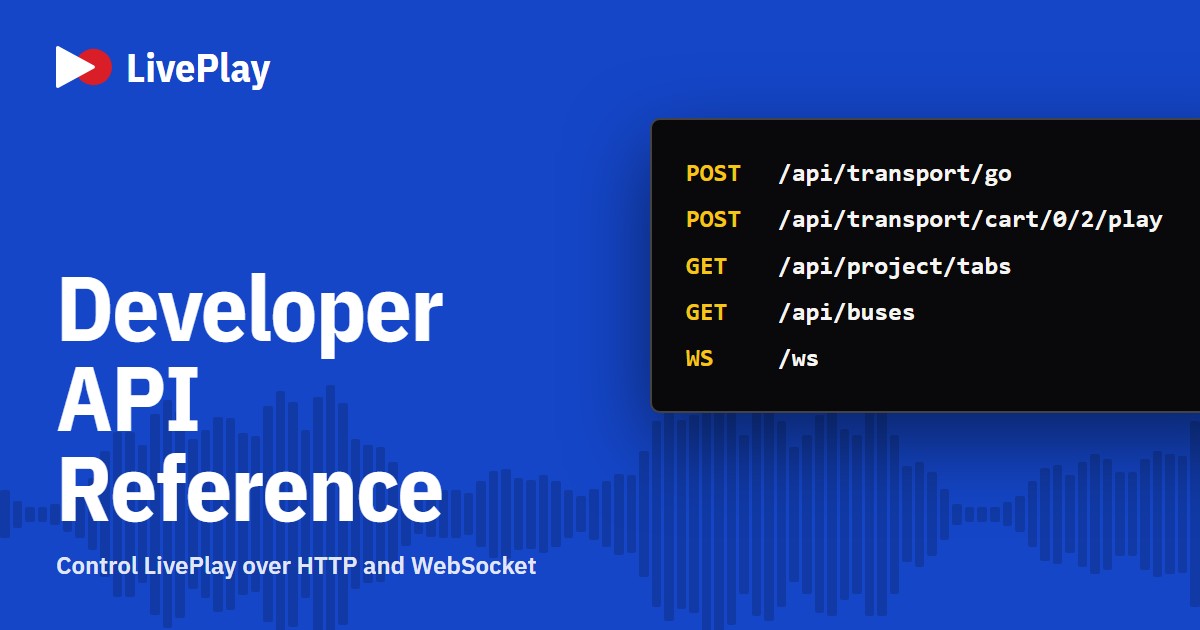 LivePlay
POST /api/transport/go
POST /api/transport/cart/0/2/play
GET /api/project/tabs
GET /api/buses
WS /ws
Developer
API
Reference
Control LivePlay over HTTP and WebSocket